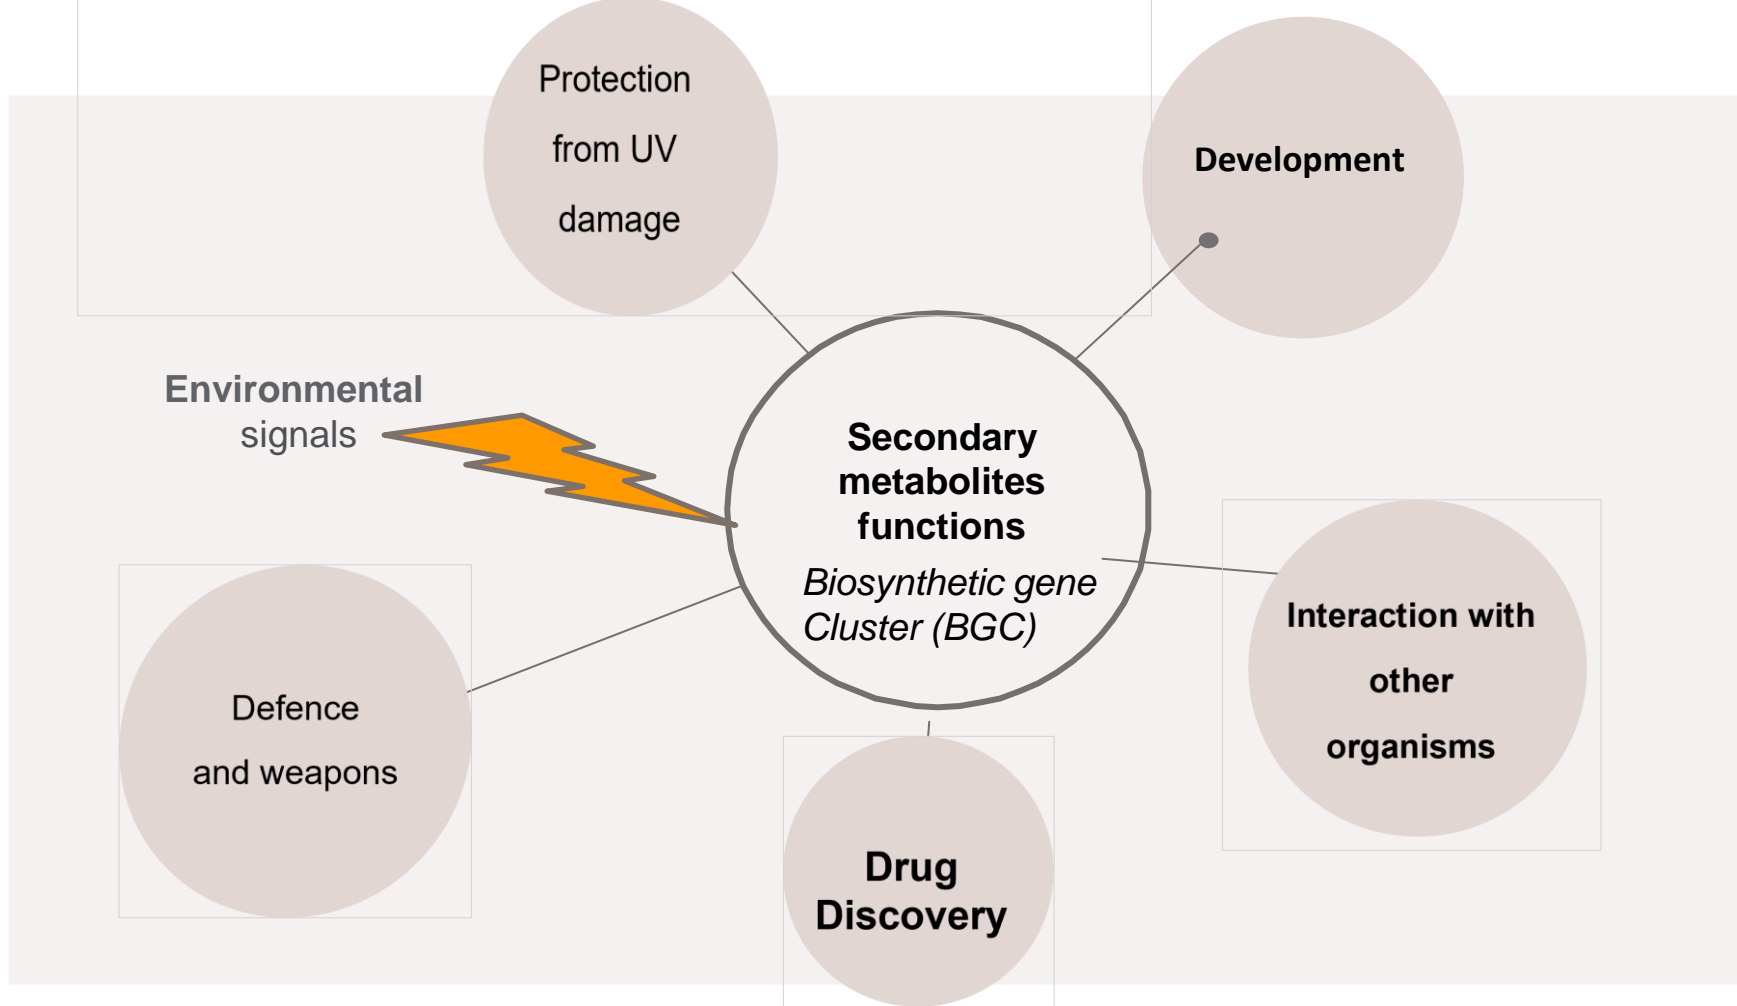 Protection
from UV
damage
Development
Environmental
signals
Secondary
metabolites
functions
Biosynthetic gene
Cluster (BGC)
Interaction with
other
organisms
Defence
and weapons
Drug
Discovery